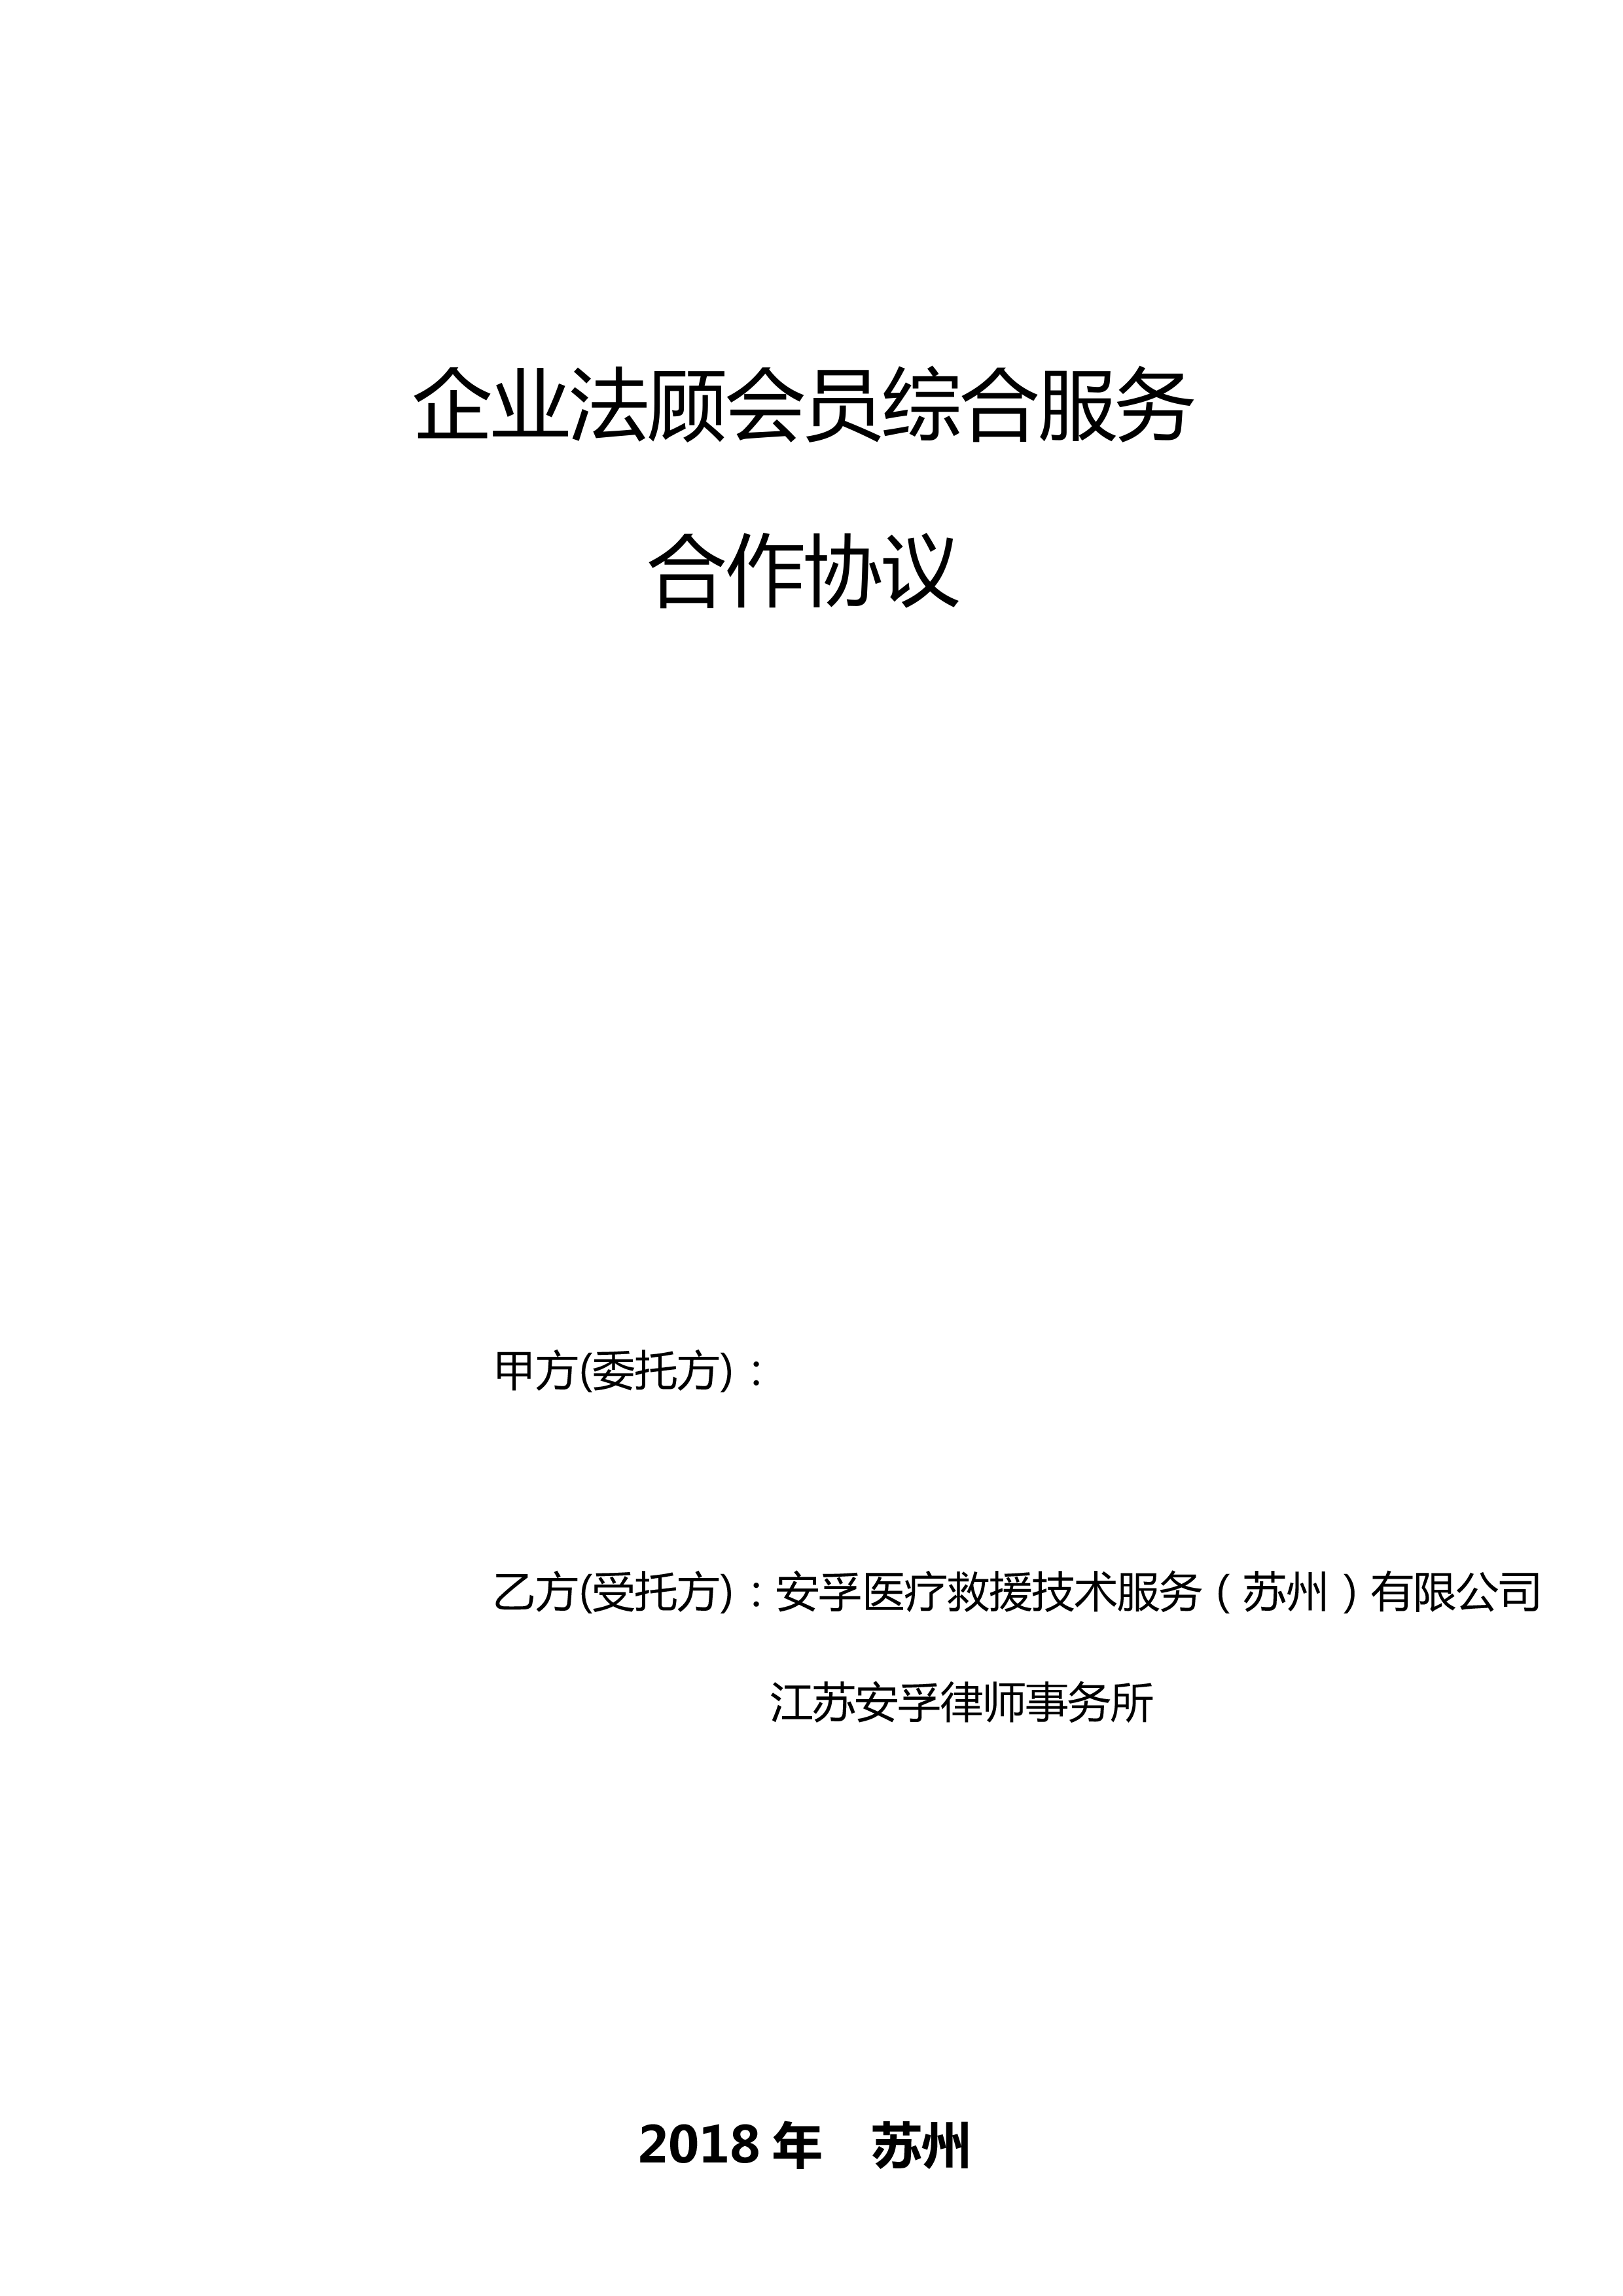 企业法顾会员综合服务
合作协议
甲方(委托方)：
乙方(受托方)：安孚医疗救援技术服务（苏州）有限公司
江苏安孚律师事务所
2018 年 苏州